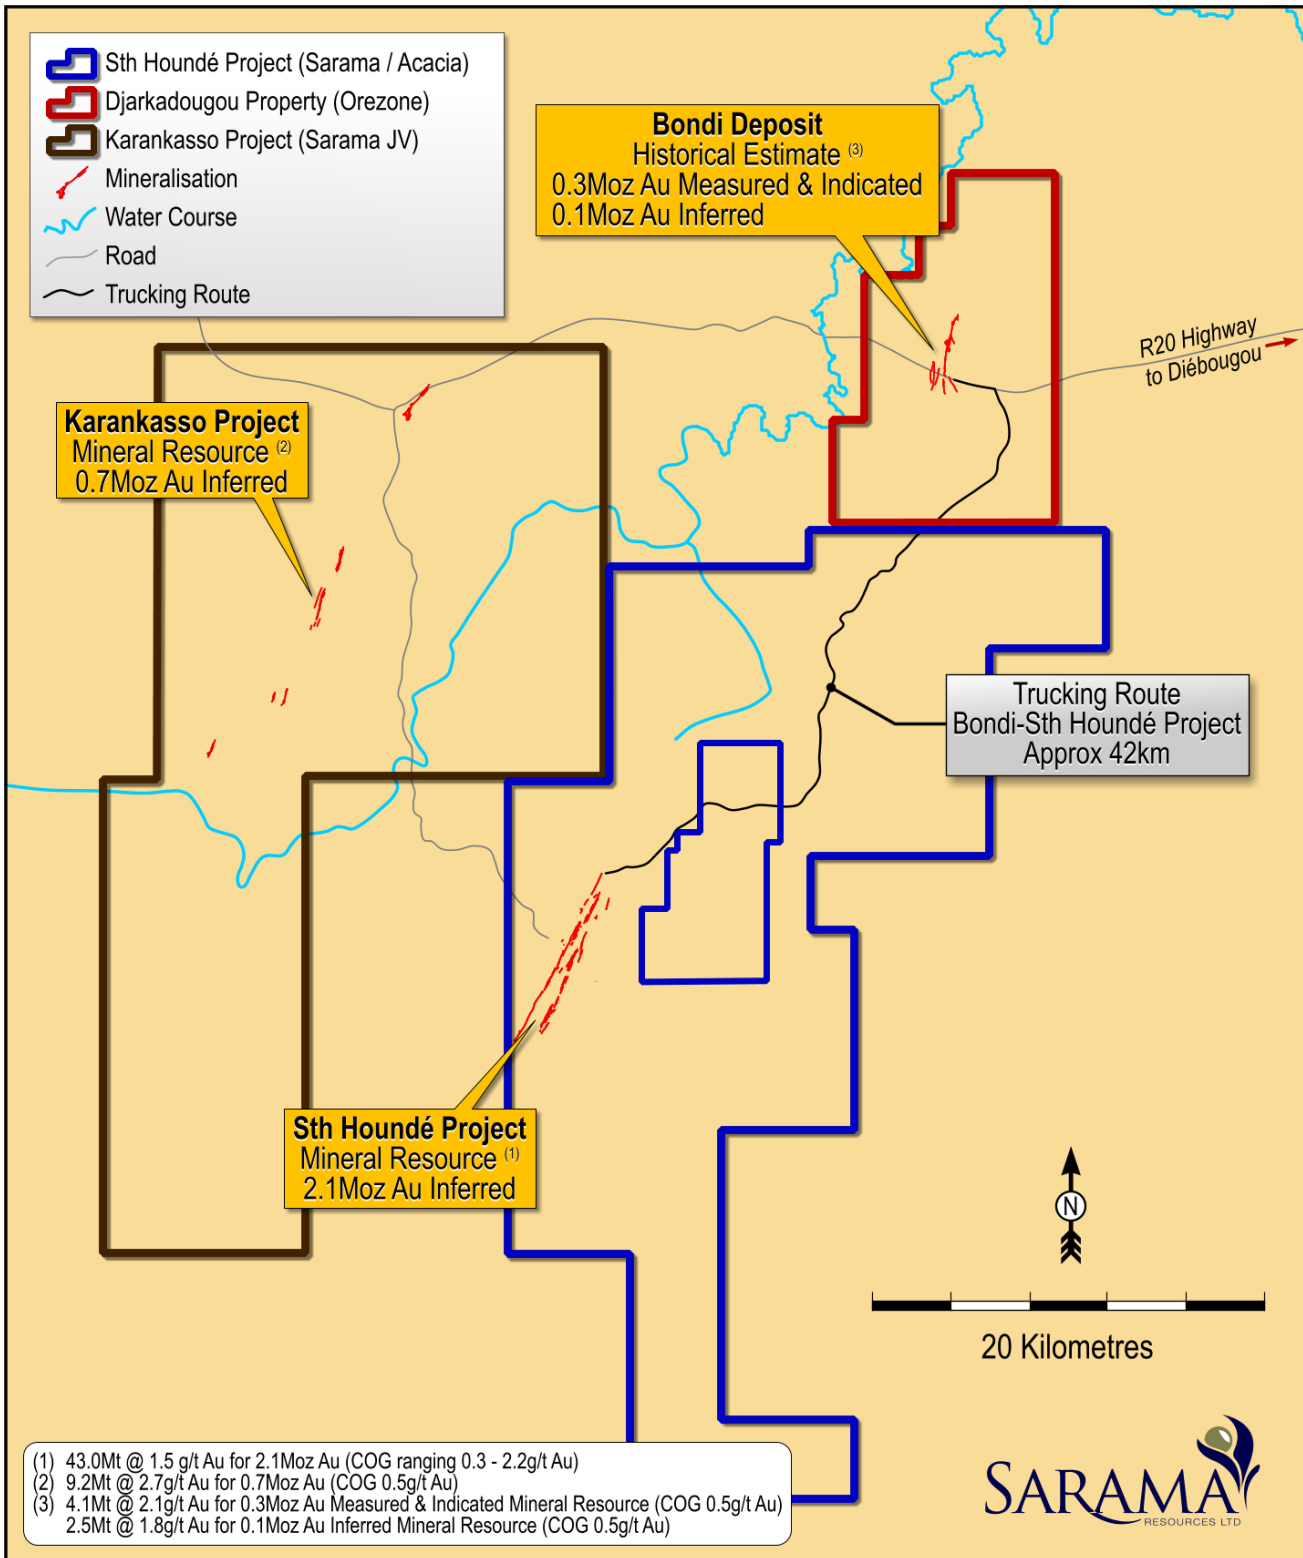 Sth Houndé Project (Sarama / Acacia)
Djarkadougou Property (Orezone)
Karankasso Project (Sarama JV)
Mineralisation
Water Course
Road
Trucking Route
Bondi Deposit
Historical Estimate (3)
0.3Moz Au Measured & Indicated
0.1Moz Au Inferred
R20 Highway
to Diébougou
Karankasso Project
Mineral Resource (2)
0.7Moz Au Inferred
Trucking Route
Bondi-Sth Houndé Project
Approx 42km
Sth Houndé Project
Mineral Resource (1)
2.1Moz Au Inferred
N
20 Kilometres
(1) 43.0Mt @ 1.5 g/t Au for 2.1Moz Au (COG ranging 0.3 - 2.2g/t Au)
(2) 9.2Mt @ 2.7g/t Au for 0.7Moz Au (COG 0.5g/t Au)
(3) 4.1Mt @ 2.1g/t Au for 0.3Moz Au Measured & Indicated Mineral Resource (COG 0.5g/t Au)
2.5Mt @ 1.8g/t Au for 0.1Moz Au Inferred Mineral Resource (COG 0.5g/t Au)
SARAMA
RESOURCES LTD